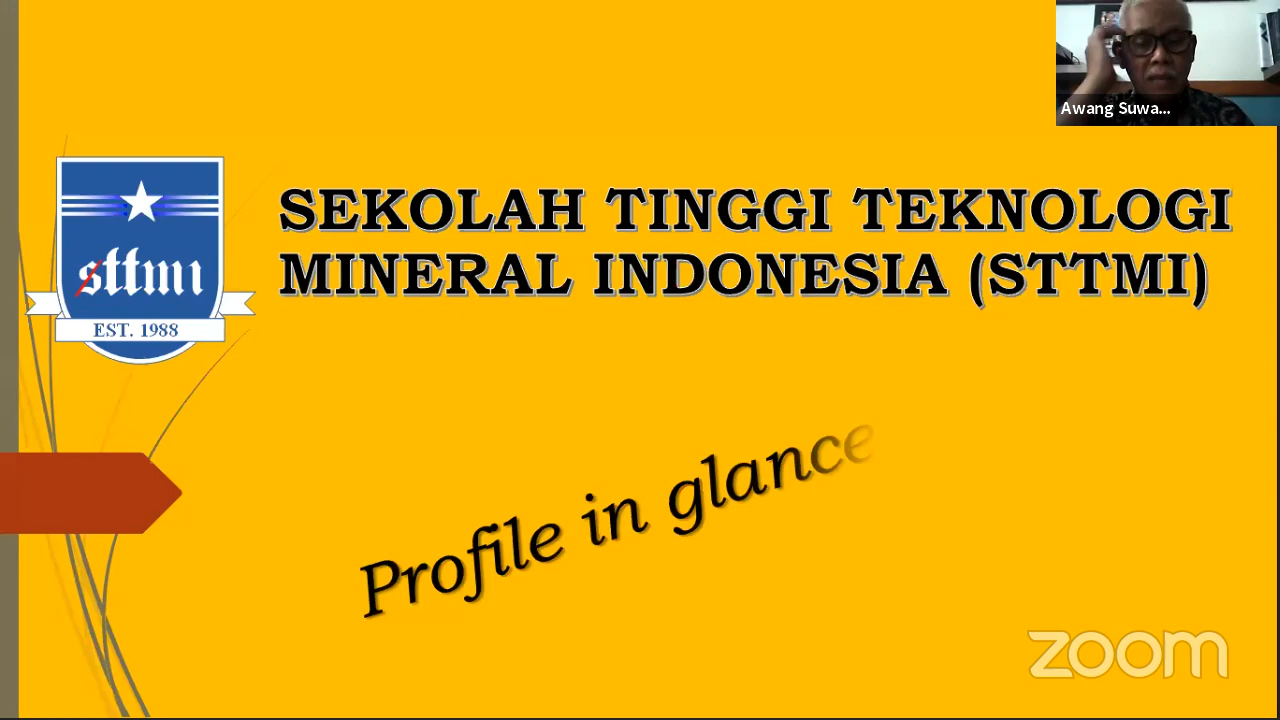 Awang Suwa...
SEKOLAH TINGGI TEKNOLOGI
MINERAL INDONESIA (STTMI)
sttmi
EST. 1988
Profile in glance
zoom